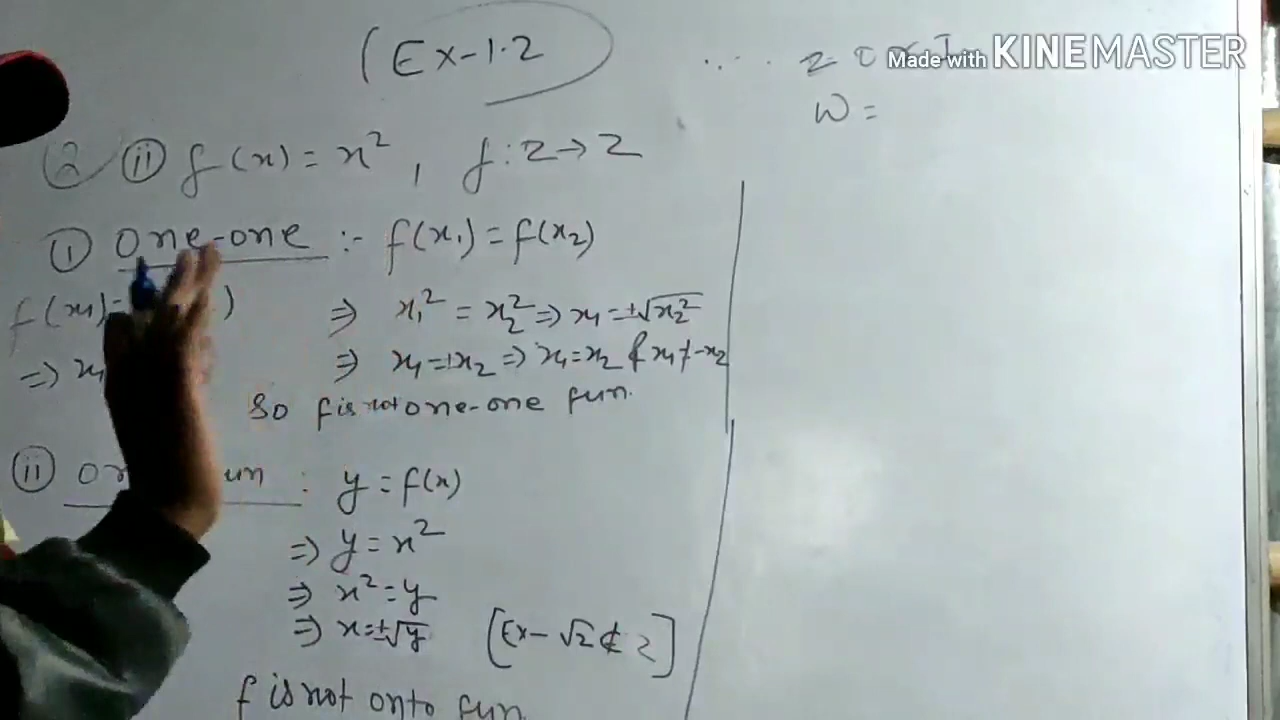 (Ex-1.2
Made with KINEMASTER
W =
② ⓘⓘ f(x) = x², f: Z → Z
ⓘ One-one :- f(x₁) = f(x₂)
f(x₁)= )
⇒ x₁² = x₂² ⇒ x₁ = ±√x₂²
⇒ x₁
⇒ x₁ = ±x₂ ⇒ x₁ = x₂ & x₁ ≠ -x₂
So f is not one-one fun.
ⓘⓘ : y = f(x)
⇒ y = x²
⇒ x² = y
⇒ x = ±√y [Ex - √2 ∉ Z]
f is not onto fun